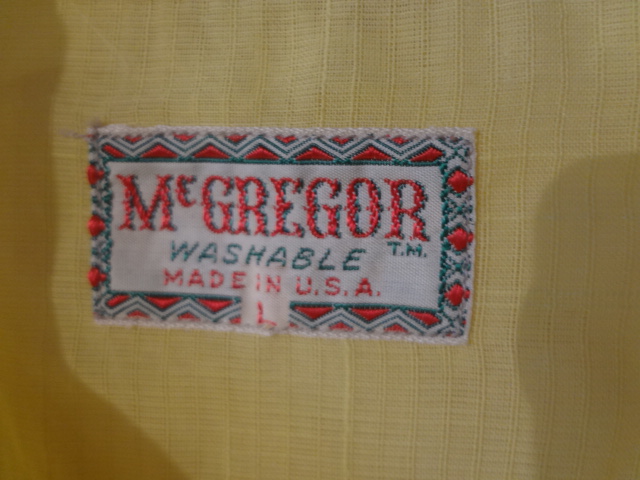 McGREGOR
T.M.
WASHABLE
MADE IN U.S.A.
L